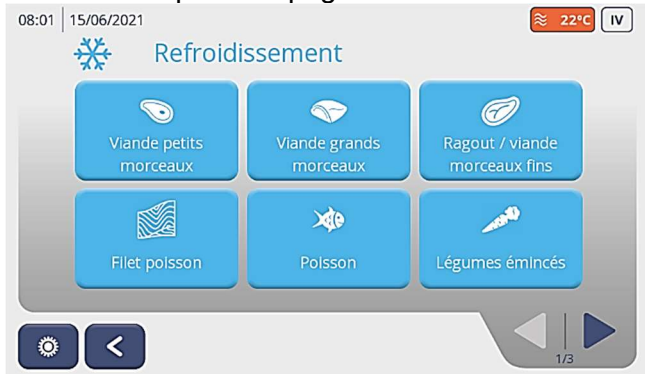 08:01 15/06/2021
22°C IV
Refroidissement
Viande petits
morceaux
Viande grands
morceaux
Ragout / viande
morceaux fins
Filet poisson
Poisson
Légumes émincés
1/3